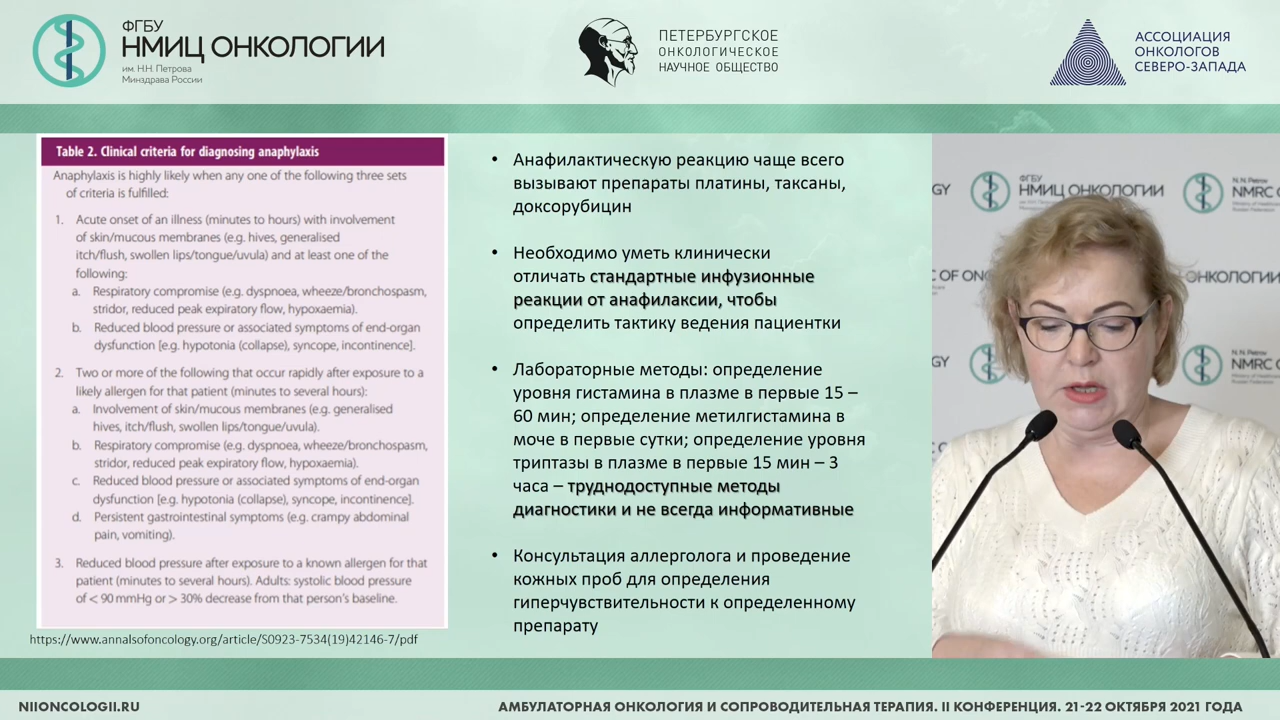 ФГБУ
НМИЦ ОНКОЛОГИИ
им. Н.Н. Петрова
Минздрава России
ПЕТЕРБУРГСКОЕ
ОНКОЛОГИЧЕСКОЕ
НАУЧНОЕ ОБЩЕСТВО
АССОЦИАЦИЯ
ОНКОЛОГОВ
СЕВЕРО-ЗАПАДА
Table 2. Clinical criteria for diagnosing anaphylaxis
Anaphylaxis is highly likely when any one of the following three sets
of criteria is fulfilled:
1. Acute onset of an illness (minutes to hours) with involvement
of skin/mucous membranes (e.g. hives, generalised
itch/flush, swollen lips/tongue/uvula) and at least one of the
following:
a. Respiratory compromise (e.g. dyspnoea, wheeze/bronchospasm,
stridor, reduced peak expiratory flow, hypoxaemia).
b. Reduced blood pressure or associated symptoms of end-organ
dysfunction [e.g. hypotonia (collapse), syncope, incontinence].
2. Two or more of the following that occur rapidly after exposure to a
likely allergen for that patient (minutes to several hours):
a. Involvement of skin/mucous membranes (e.g. generalised
hives, itch/flush, swollen lips/tongue/uvula).
b. Respiratory compromise (e.g. dyspnoea, wheeze/bronchospasm,
stridor, reduced peak expiratory flow, hypoxaemia).
c. Reduced blood pressure or associated symptoms of end-organ
dysfunction [e.g. hypotonia (collapse), syncope, incontinence].
d. Persistent gastrointestinal symptoms (e.g. crampy abdominal
pain, vomiting).
3. Reduced blood pressure after exposure to a known allergen for that
patient (minutes to several hours). Adults: systolic blood pressure
of < 90 mmHg or > 30% decrease from that person's baseline.
https://www.annalsofoncology.org/article/S0923-7534(19)42146-7/pdf
• Анафилактическую реакцию чаще всего
вызывают препараты платины, таксаны,
доксорубицин
• Необходимо уметь клинически
отличать стандартные инфузионные
реакции от анафилаксии, чтобы
определить тактику ведения пациентки
• Лабораторные методы: определение
уровня гистамина в плазме в первые 15 –
60 мин; определение метилгистамина в
моче в первые сутки; определение уровня
триптазы в плазме в первые 15 мин – 3
часа – труднодоступные методы
диагностики и не всегда информативные
• Консультация аллерголога и проведение
кожных проб для определения
гиперчувствительности к определенному
препарату
ФГБУ
НМИЦ ОНКОЛОГИИ
N.N. Petrov
NMRC
ОНКОЛОГИИ
N.N. Petrov
NMRC
NIIONCOLOGII.RU
АМБУЛАТОРНАЯ ОНКОЛОГИЯ И СОПРОВОДИТЕЛЬНАЯ ТЕРАПИЯ. II КОНФЕРЕНЦИЯ. 21-22 ОКТЯБРЯ 2021 ГОДА